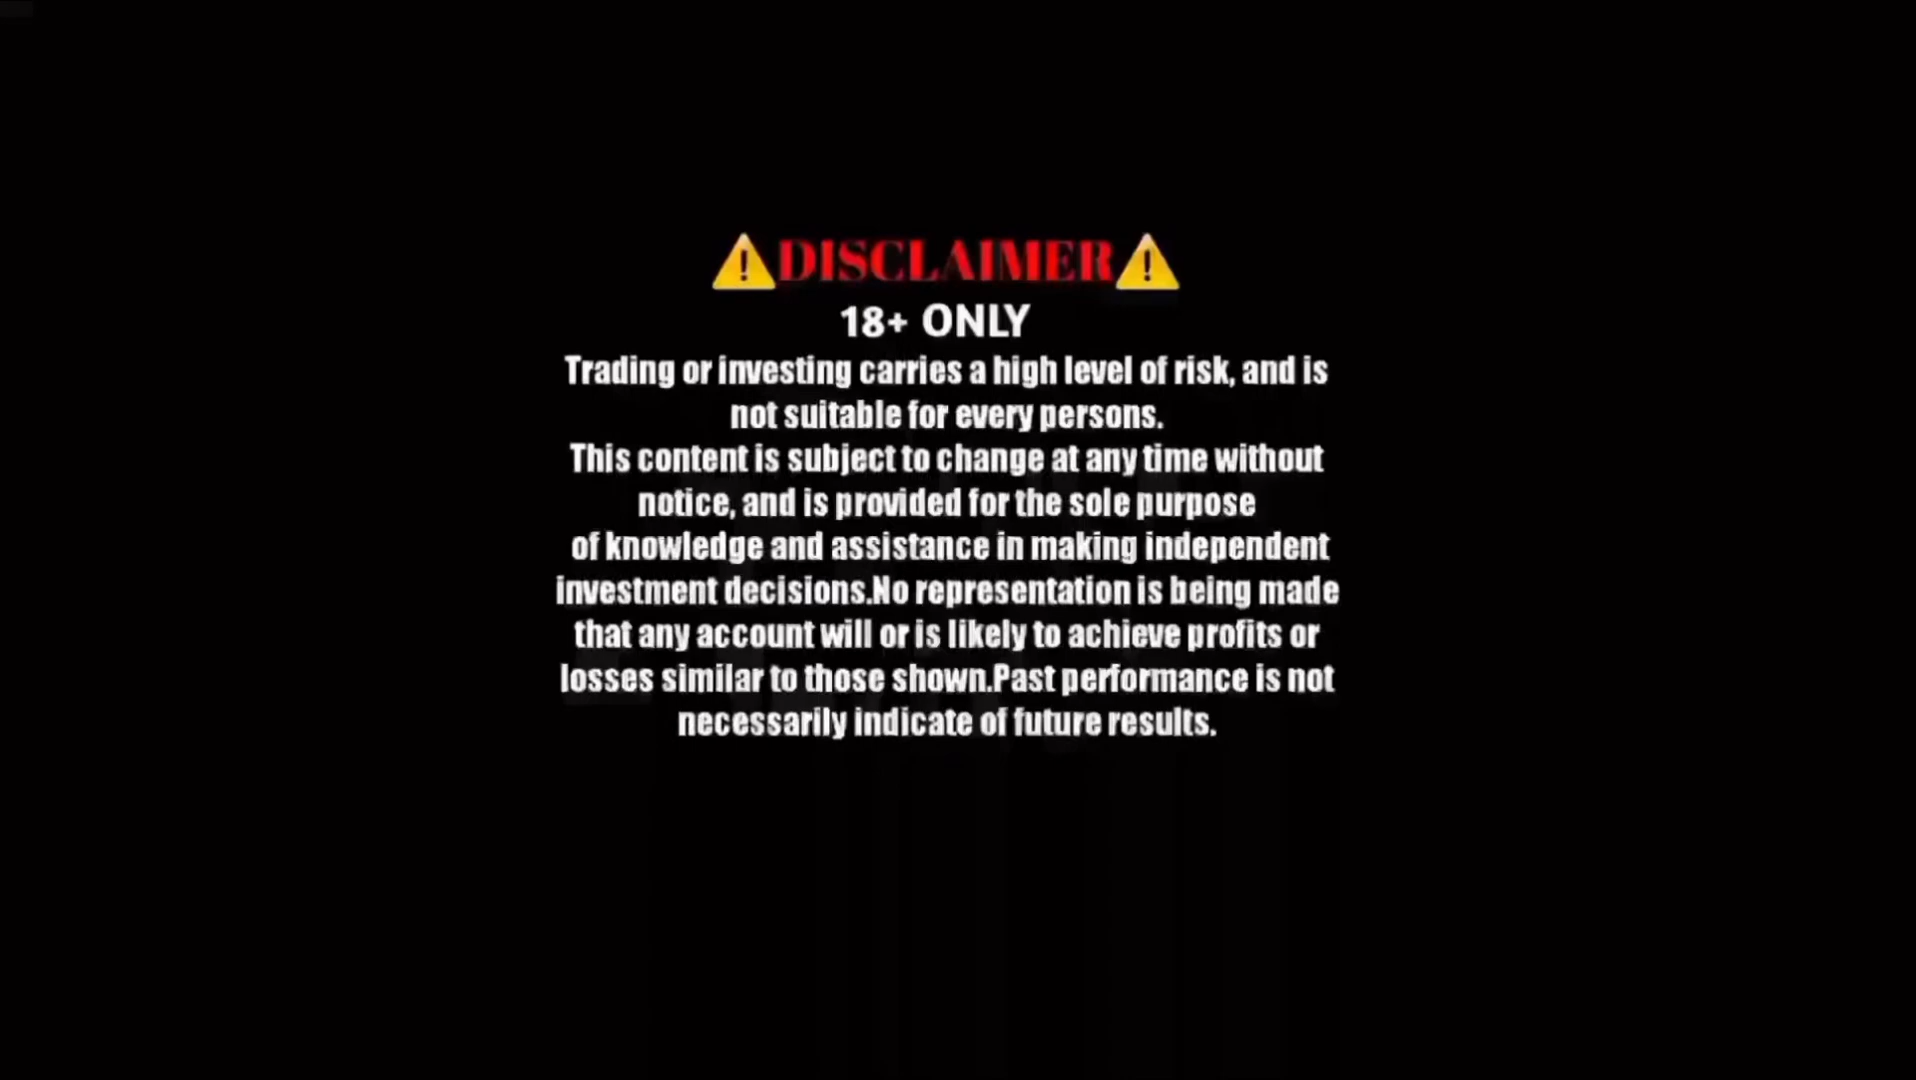 ⚠️DISCLAIMER⚠️
18+ ONLY
Trading or investing carries a high level of risk, and is
not suitable for every persons.
This content is subject to change at any time without
notice, and is provided for the sole purpose
of knowledge and assistance in making independent
investment decisions.No representation is being made
that any account will or is likely to achieve profits or
losses similar to those shown.Past performance is not
necessarily indicate of future results.